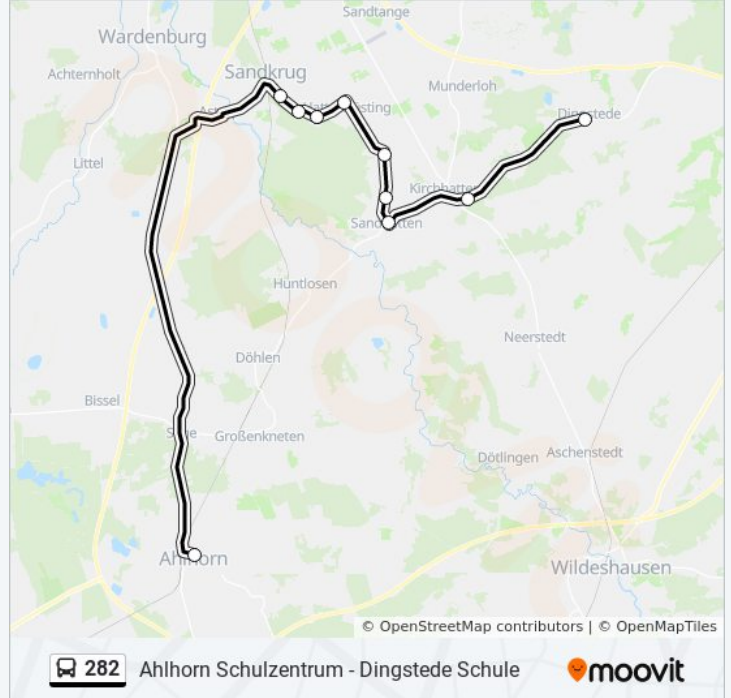 Sandtange
Wardenburg
Sandkrug
Achternholt
Munderloh
Dingstede
Littel
Kirchhatten
Huntlosen
Neerstedt
Döhlen
Bissel
Großenkneten
Dötlingen
Aschenstedt
Ahlhorn
Wildeshausen
© OpenStreetMap contributors | © OpenMapTiles
282
Ahlhorn Schulzentrum - Dingstede Schule
moovit